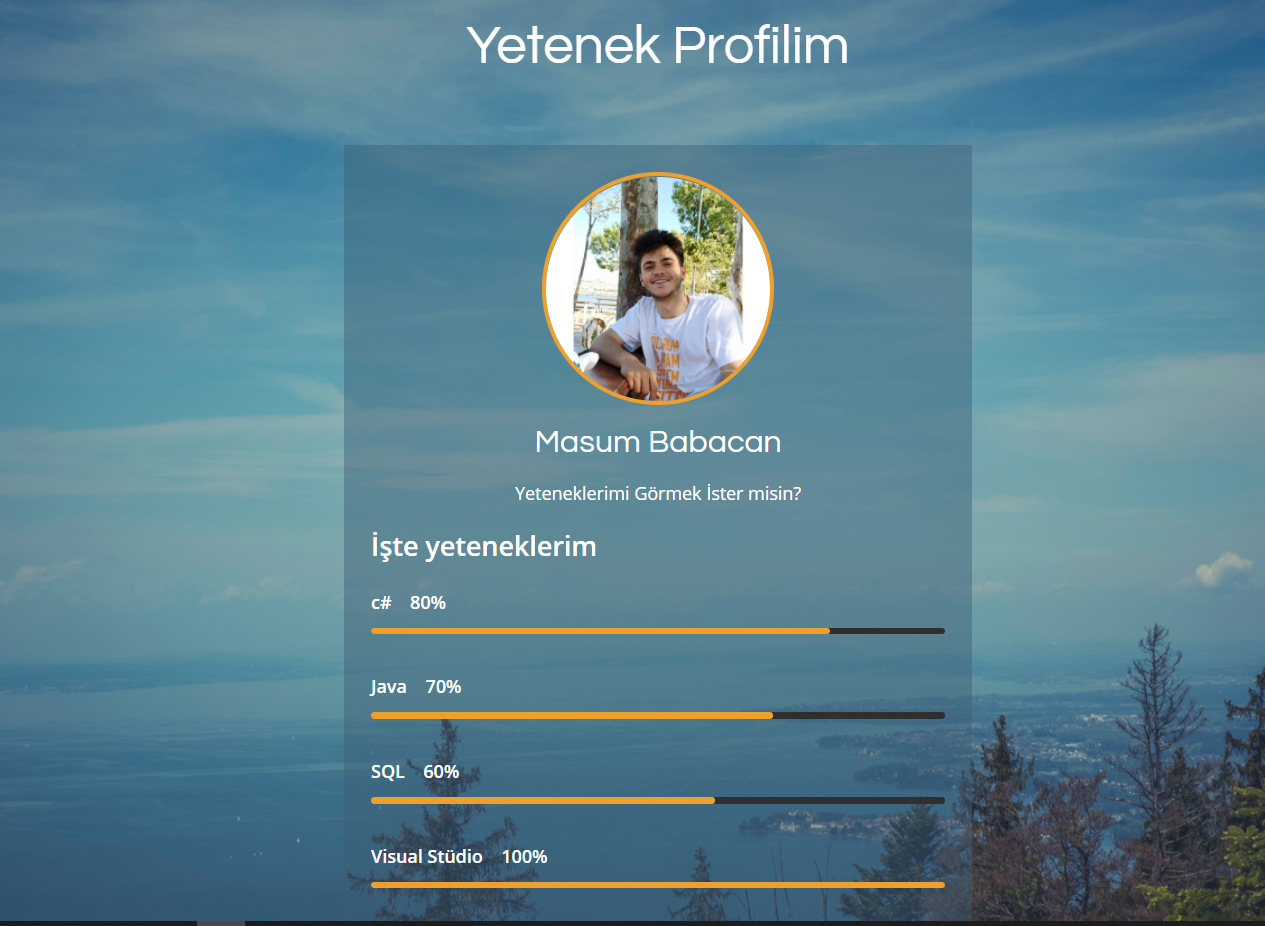 Yetenek Profilim
Masum Babacan
Yeteneklerimi Görmek İster misin?
İşte yeteneklerim
c# 80%
Java 70%
SQL 60%
Visual Stüdio 100%